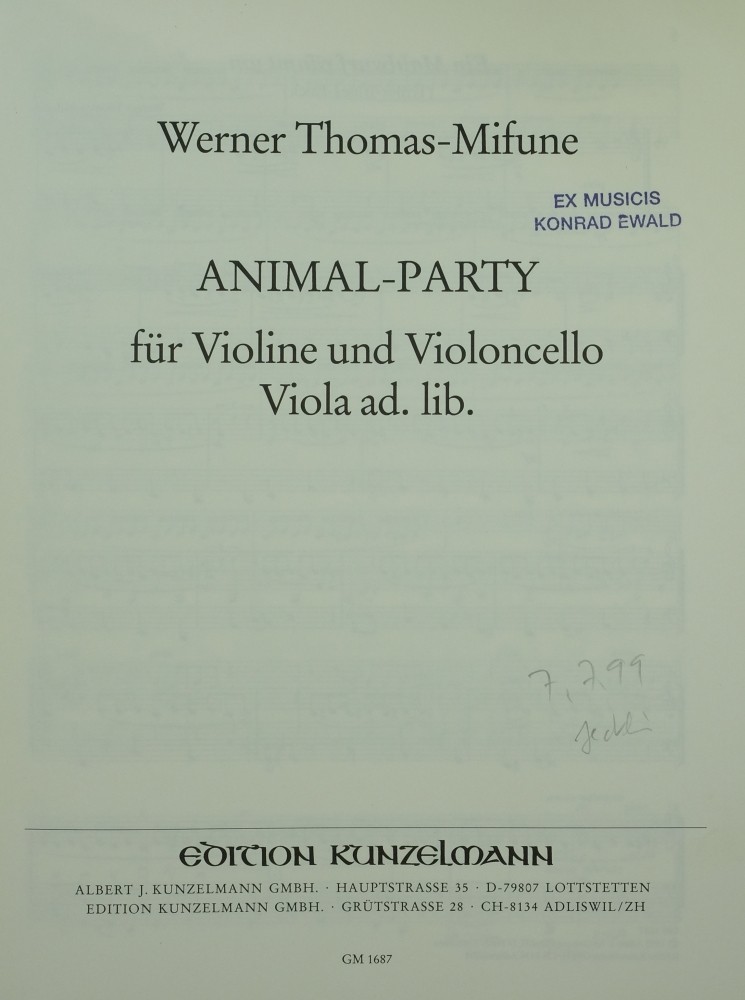 Werner Thomas-Mifune
EX MUSICIS
KONRAD EWALD
ANIMAL-PARTY
für Violine und Violoncello
Viola ad. lib.
7.7.99
EDITION KUNZELMANN
ALBERT J. KUNZELMANN GMBH. · HAUPTSTRASSE 35 · D-79807 LOTTSTETTEN
EDITION KUNZELMANN GMBH. · GRÜTSTRASSE 28 · CH-8134 ADLISWIL/ZH
GM 1687